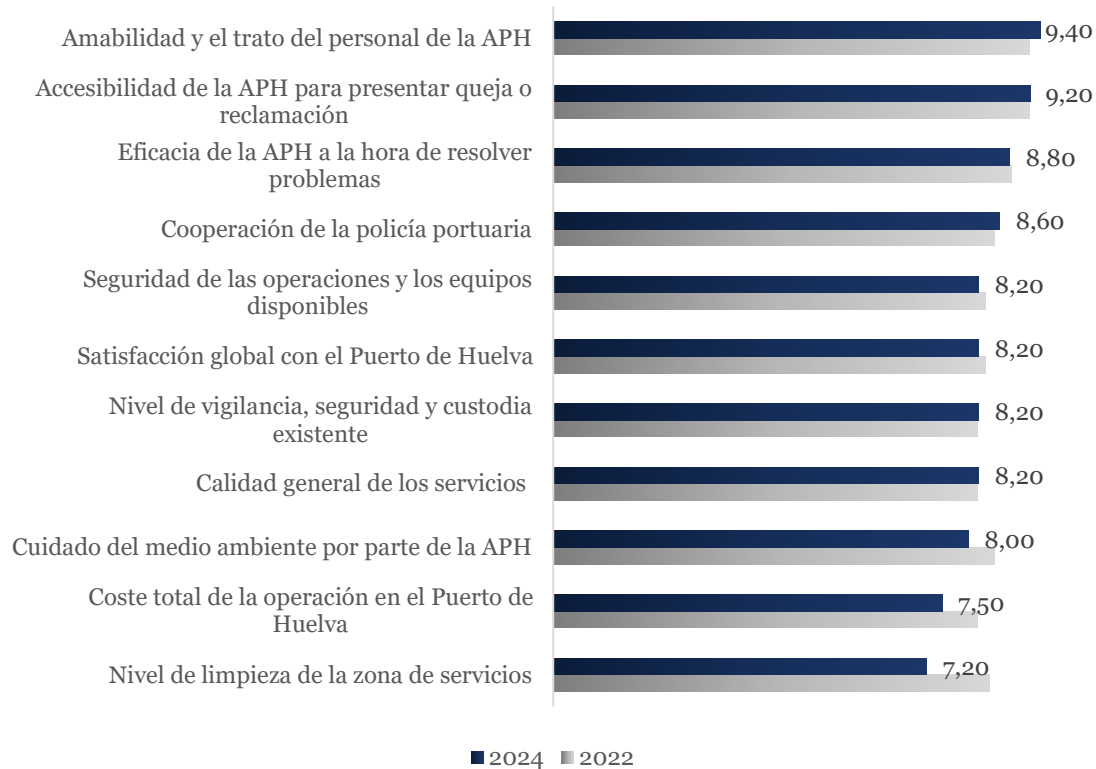 Amabilidad y el trato del personal de la APH
9,40
Accesibilidad de la APH para presentar queja o
reclamación
9,20
Eficacia de la APH a la hora de resolver
problemas
8,80
Cooperación de la policía portuaria
8,60
Seguridad de las operaciones y los equipos
disponibles
8,20
Satisfacción global con el Puerto de Huelva
8,20
Nivel de vigilancia, seguridad y custodia
existente
8,20
Calidad general de los servicios
8,20
Cuidado del medio ambiente por parte de la APH
8,00
Coste total de la operación en el Puerto de
Huelva
7,50
Nivel de limpieza de la zona de servicios
7,20
2024 2022